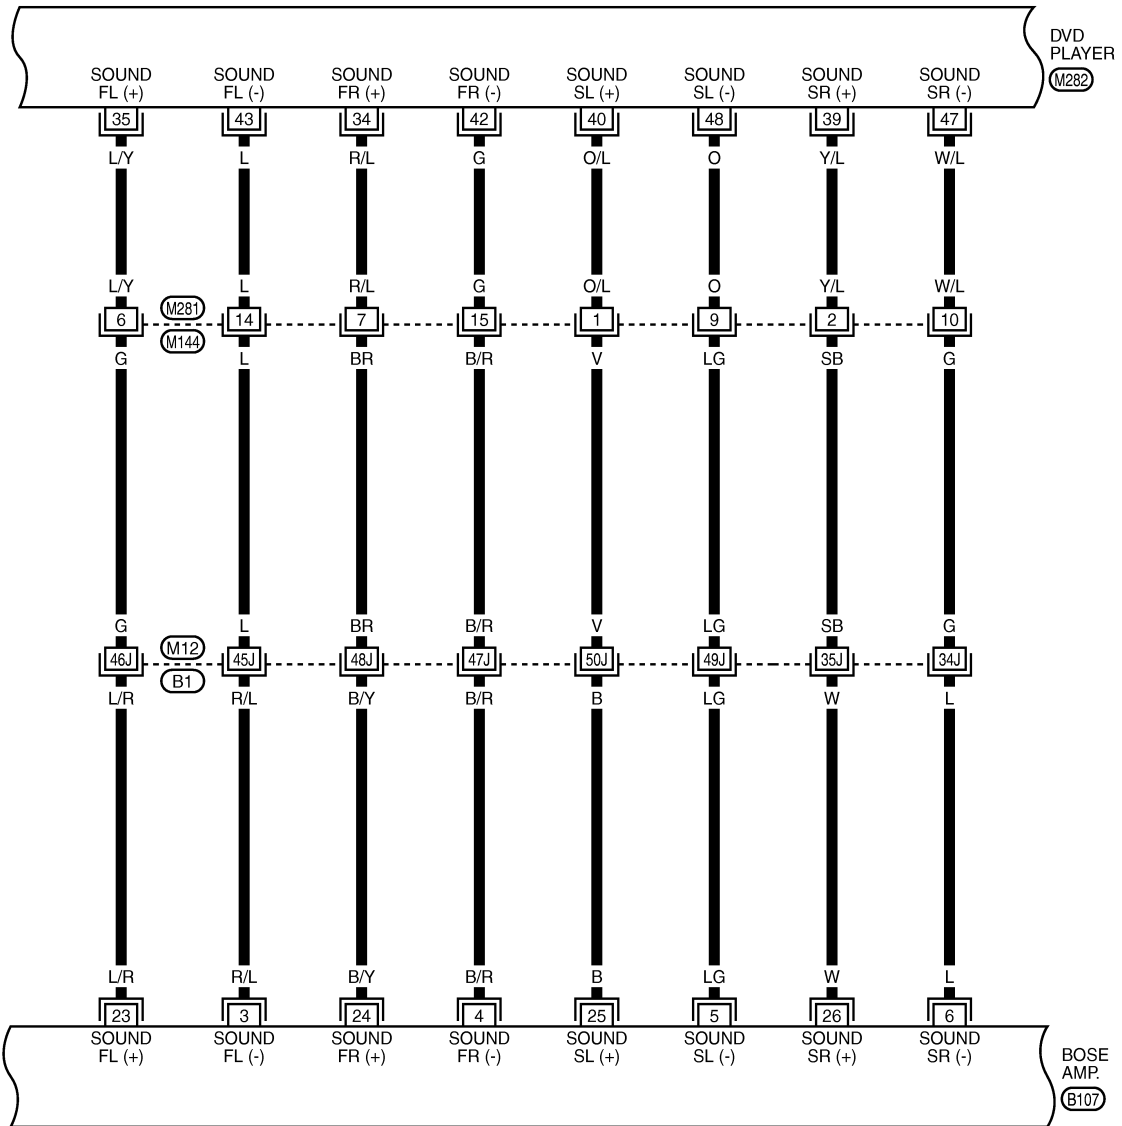 DVD
PLAYER
M282
SOUND SOUND SOUND SOUND SOUND SOUND SOUND SOUND
FL (+) FL (-) FR (+) FR (-) SL (+) SL (-) SR (+) SR (-)
35 43 34 42 40 48 39 47
L/Y L R/L G O/L O Y/L W/L
L/Y L R/L G O/L O Y/L W/L
M281
6 14 7 15 1 9 2 10
M144
G L BR B/R V LG SB G
G L BR B/R V LG SB G
M12
46J 45J 48J 47J 50J 49J 35J 34J
B1
L/R R/L B/Y B/R B LG W L
L/R R/L B/Y B/R B LG W L
23 3 24 4 25 5 26 6
SOUND SOUND SOUND SOUND SOUND SOUND SOUND SOUND
FL (+) FL (-) FR (+) FR (-) SL (+) SL (-) SR (+) SR (-)
BOSE
AMP.
B107